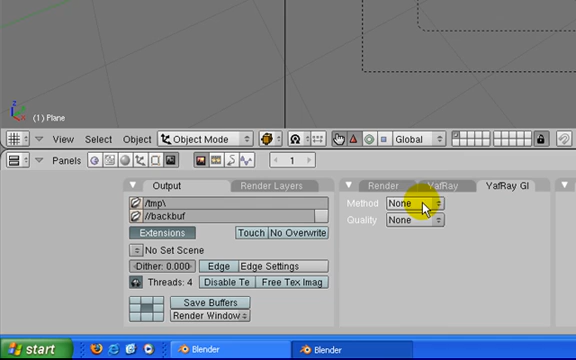 (1) Plane
View Select Object Object Mode Global
Panels 1
Output Render Layers Render YafRay YafRay GI
/tmp\
//backbuf
Extensions Touch No Overwrite
No Set Scene
Dither: 0.000 Edge Edge Settings
Threads: 4 Disable Te Free Tex Imag
Save Buffers
Render Window
Method None
Quality None
start Blender Blender